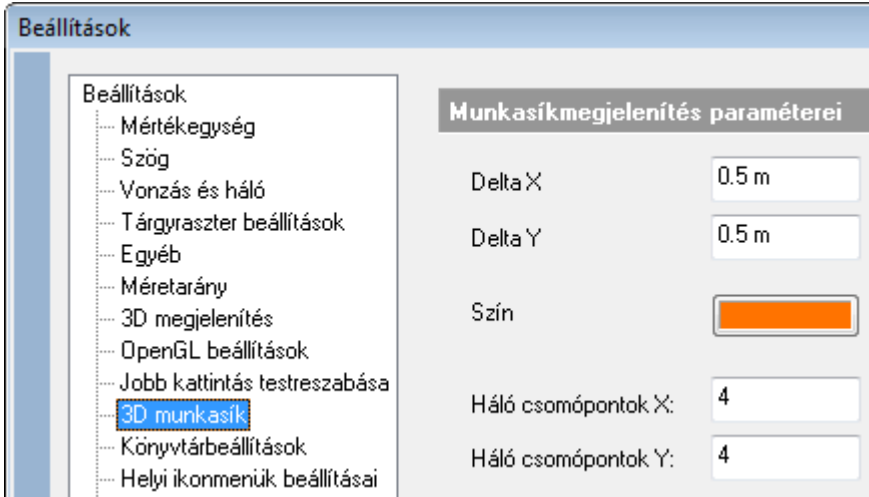 Beállítások
Beállítások
Mértékegység
Szög
Vonzás és háló
Tárgyraszter beállítások
Egyéb
Méretarány
3D megjelenítés
OpenGL beállítások
Jobb kattintás testreszabása
3D munkasík
Könyvtárbeállítások
Helyi ikonmenük beállításai
Munkasíkmegjelenítés paraméterei
Delta X 0.5 m
Delta Y 0.5 m
Szín
Háló csomópontok X: 4
Háló csomópontok Y: 4